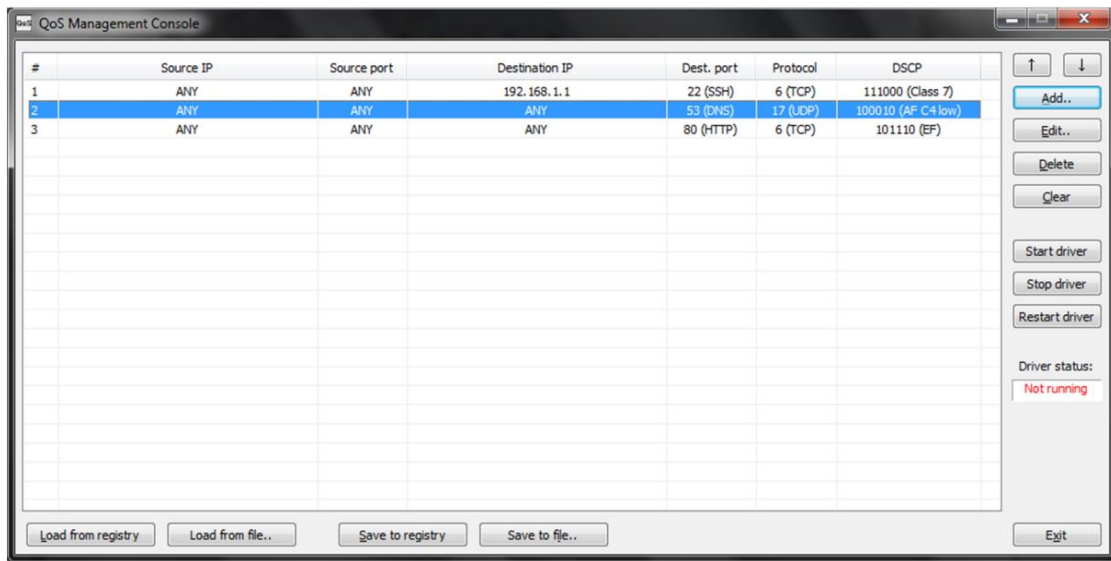 QoS QoS Management Console
# Source IP Source port Destination IP Dest. port Protocol DSCP
1 ANY ANY 192.168.1.1 22 (SSH) 6 (TCP) 111000 (Class 7)
2 ANY ANY ANY 53 (DNS) 17 (UDP) 100010 (AF C4 low)
3 ANY ANY ANY 80 (HTTP) 6 (TCP) 101110 (EF)
↑ ↓
Add..
Edit..
Delete
Clear
Start driver
Stop driver
Restart driver
Driver status:
Not running
Load from registry Load from file.. Save to registry Save to file.. Exit